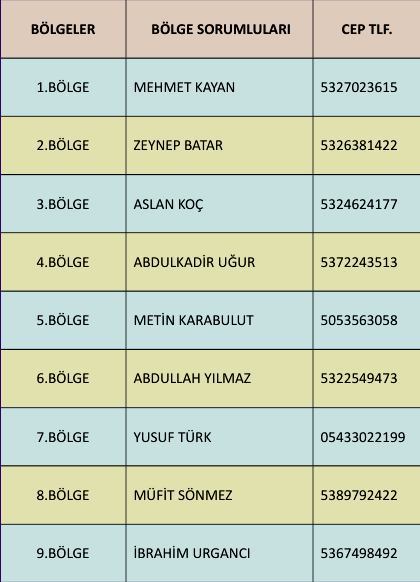 BÖLGELER BÖLGE SORUMLULARI CEP TLF.
1.BÖLGE MEHMET KAYAN 5327023615
2.BÖLGE ZEYNEP BATAR 5326381422
3.BÖLGE ASLAN KOÇ 5324624177
4.BÖLGE ABDULKADİR UĞUR 5372243513
5.BÖLGE METİN KARABULUT 5053563058
6.BÖLGE ABDULLAH YILMAZ 5322549473
7.BÖLGE YUSUF TÜRK 05433022199
8.BÖLGE MÜFİT SÖNMEZ 5389792422
9.BÖLGE İBRAHİM URGANCI 5367498492